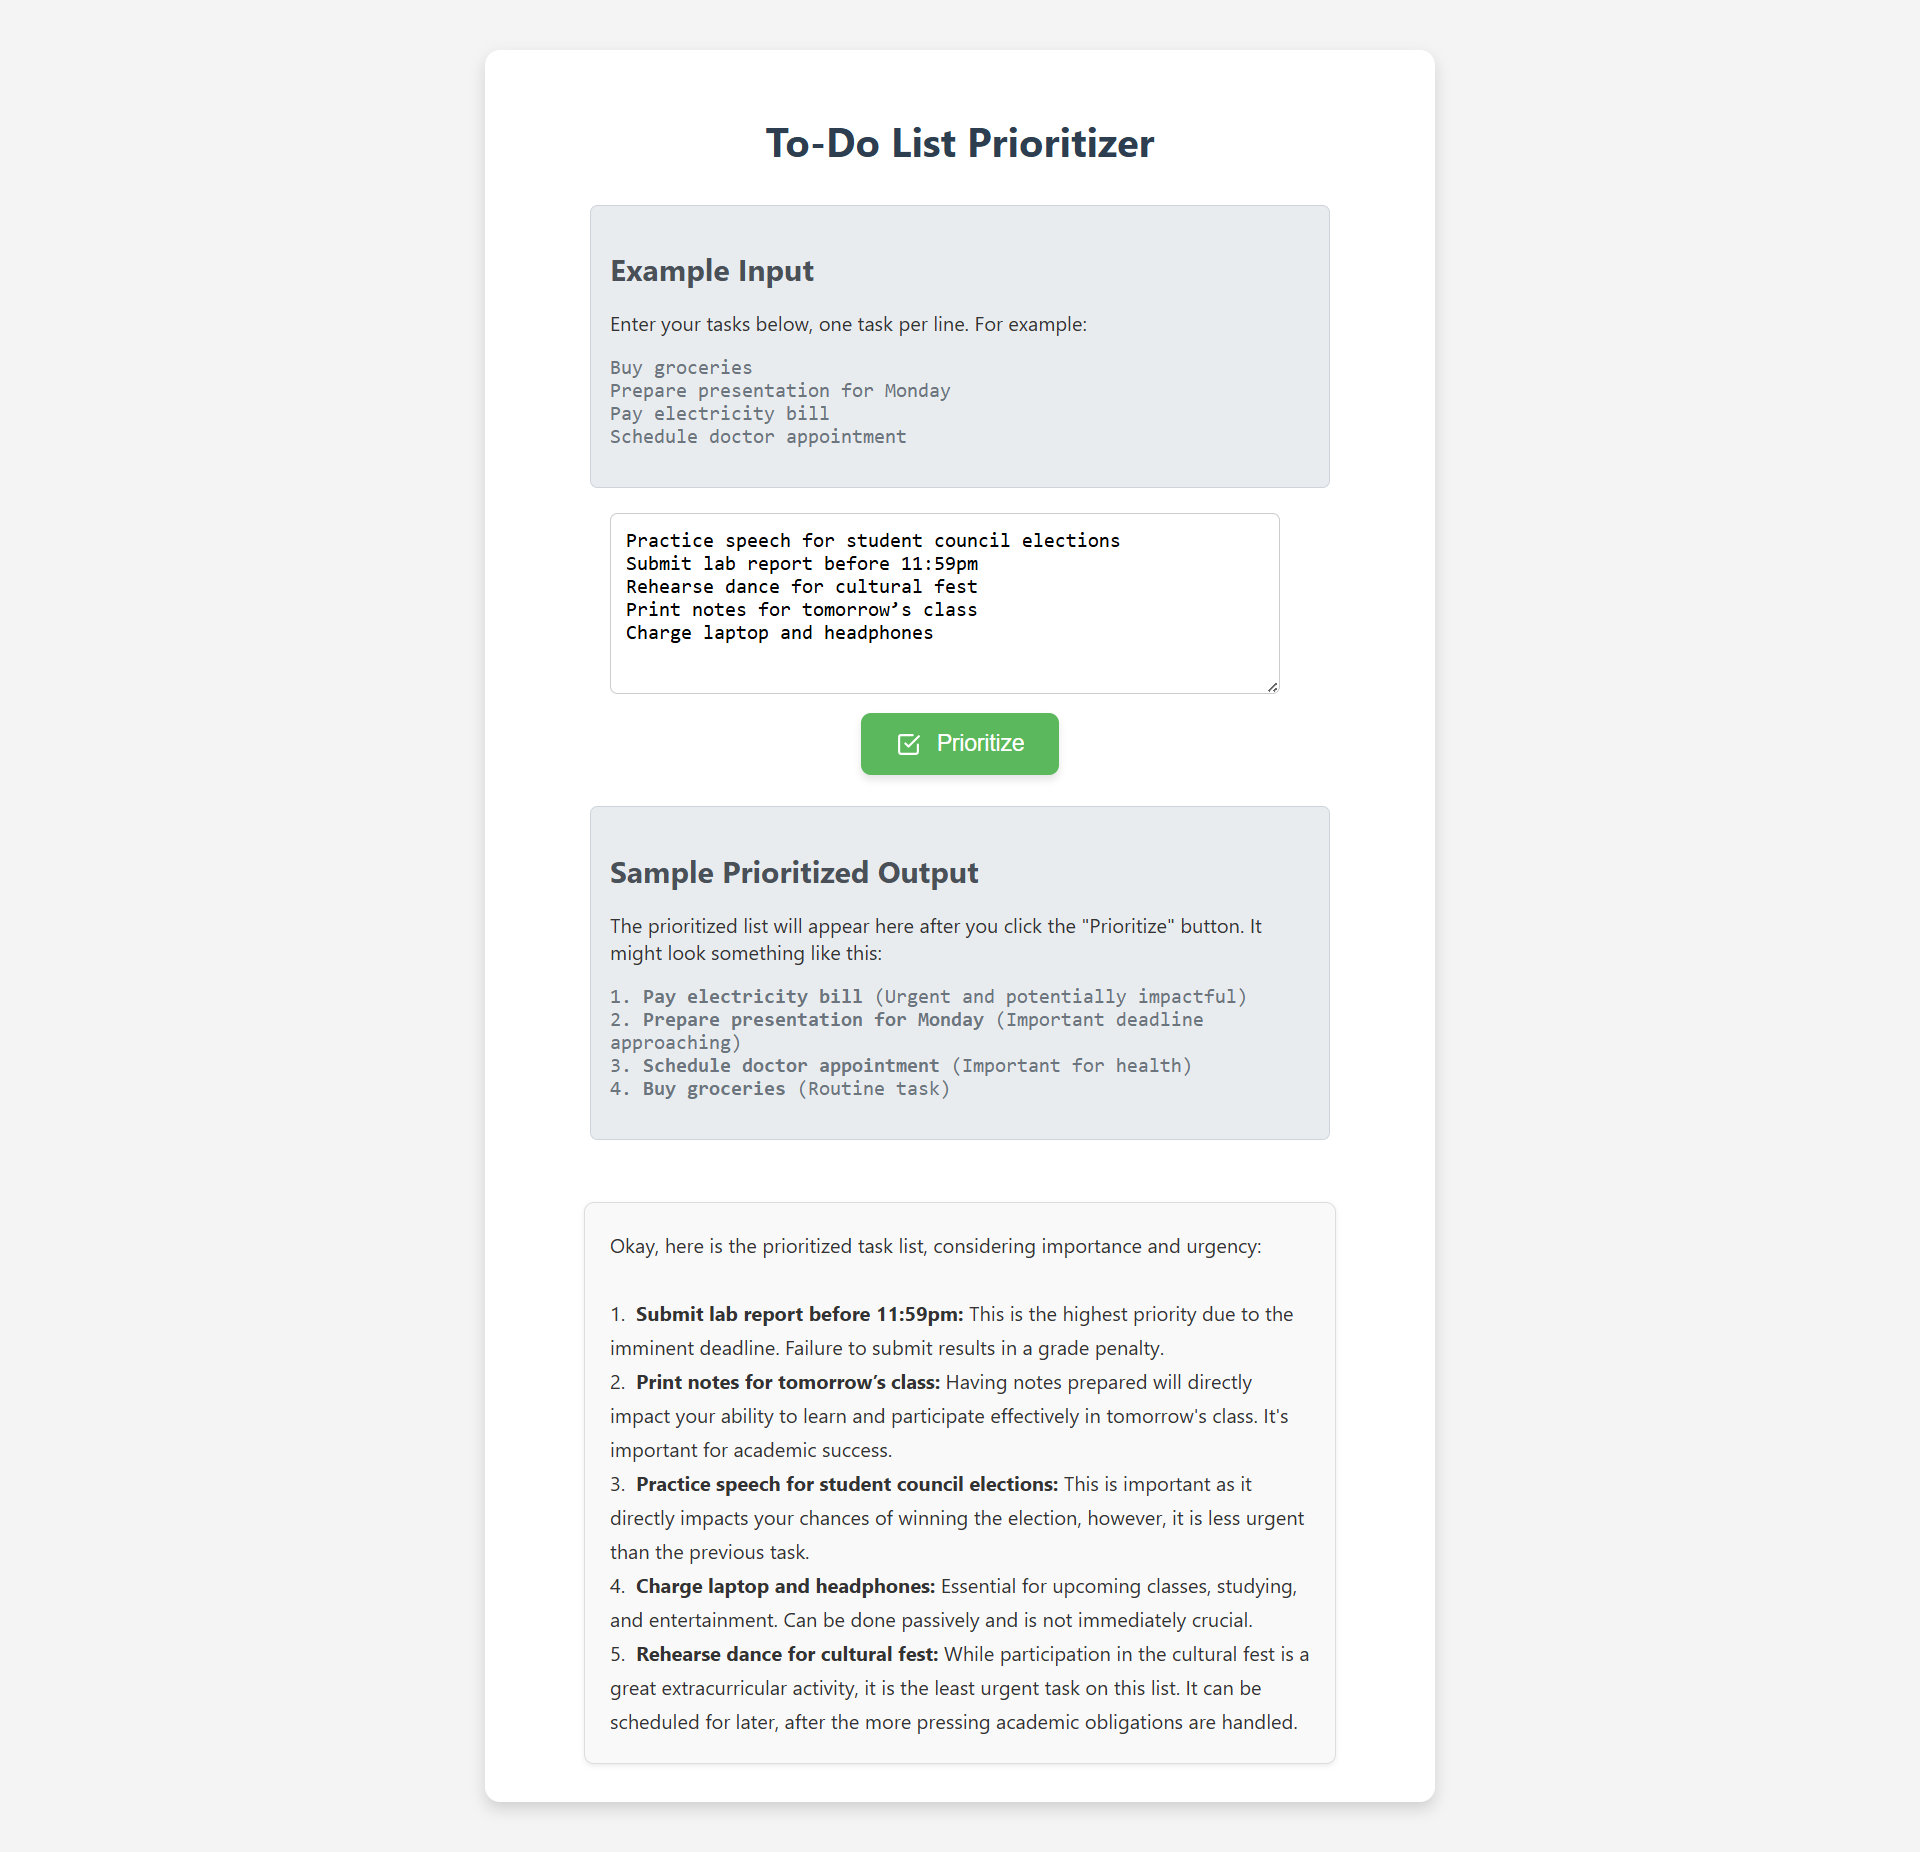 To-Do List Prioritizer
Example Input
Enter your tasks below, one task per line. For example:
Buy groceries
Prepare presentation for Monday
Pay electricity bill
Schedule doctor appointment
Practice speech for student council elections
Submit lab report before 11:59pm
Rehearse dance for cultural fest
Print notes for tomorrow’s class
Charge laptop and headphones
Prioritize
Sample Prioritized Output
The prioritized list will appear here after you click the "Prioritize" button. It
might look something like this:
1. Pay electricity bill (Urgent and potentially impactful)
2. Prepare presentation for Monday (Important deadline
approaching)
3. Schedule doctor appointment (Important for health)
4. Buy groceries (Routine task)
Okay, here is the prioritized task list, considering importance and urgency:
1. Submit lab report before 11:59pm: This is the highest priority due to the
imminent deadline. Failure to submit results in a grade penalty.
2. Print notes for tomorrow’s class: Having notes prepared will directly
impact your ability to learn and participate effectively in tomorrow's class. It's
important for academic success.
3. Practice speech for student council elections: This is important as it
directly impacts your chances of winning the election, however, it is less urgent
than the previous task.
4. Charge laptop and headphones: Essential for upcoming classes, studying,
and entertainment. Can be done passively and is not immediately crucial.
5. Rehearse dance for cultural fest: While participation in the cultural fest is a
great extracurricular activity, it is the least urgent task on this list. It can be
scheduled for later, after the more pressing academic obligations are handled.